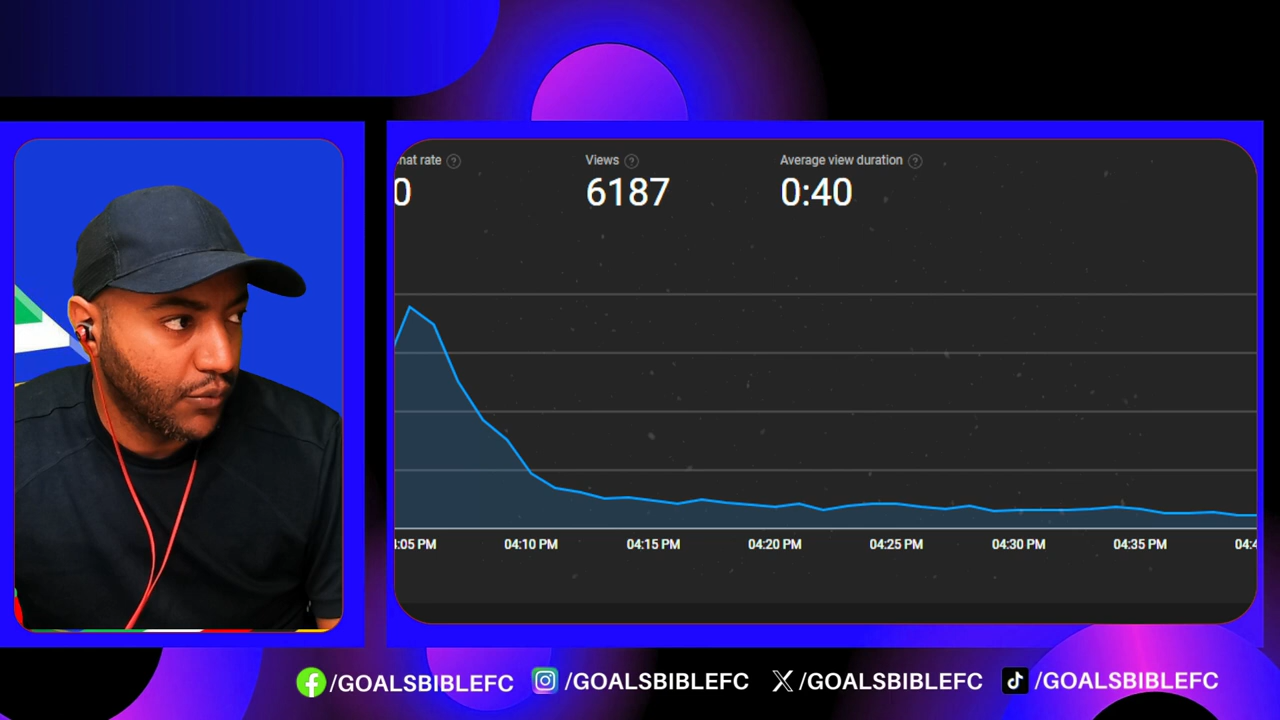 hat rate
Views
Average view duration
0
6187
0:40
:05 PM
04:10 PM
04:15 PM
04:20 PM
04:25 PM
04:30 PM
04:35 PM
04:4
/GOALSBIBLEFC
/GOALSBIBLEFC
/GOALSBIBLEFC
/GOALSBIBLEFC